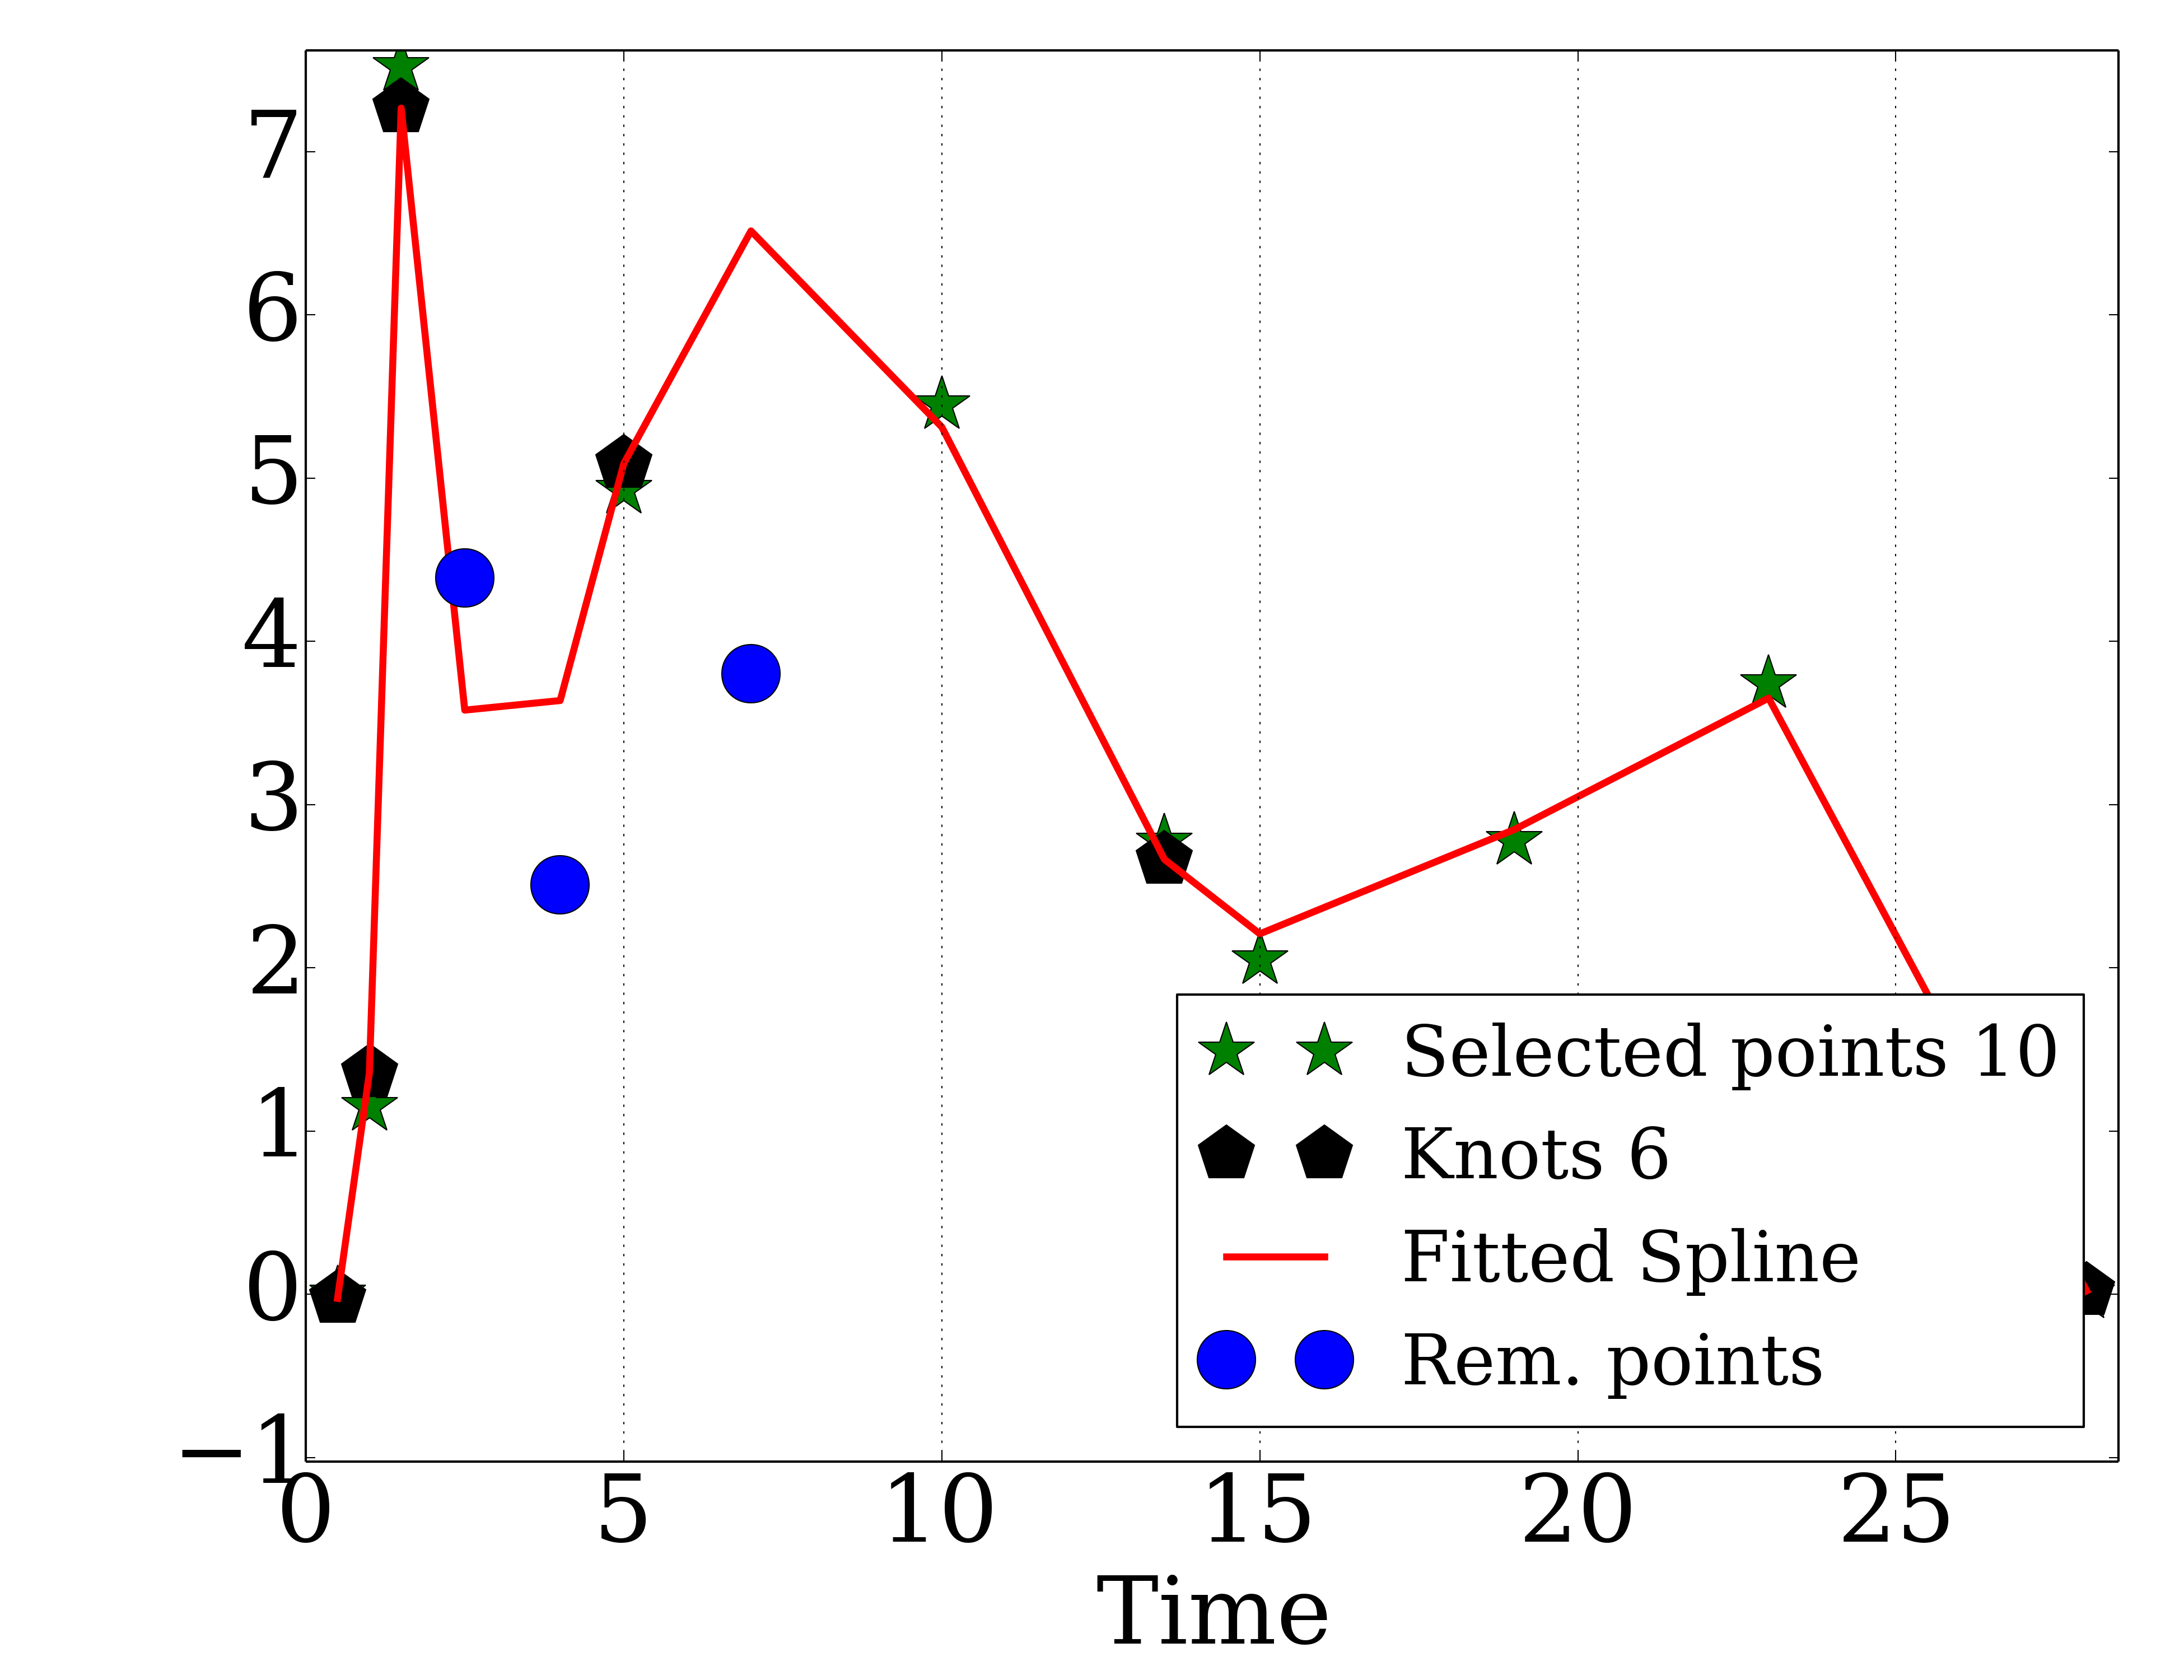 7
6
5
4
3
2
1
0
−1
Selected points 10
Knots 6
Fitted Spline
Rem. points
0 5 10 15 20 25
Time